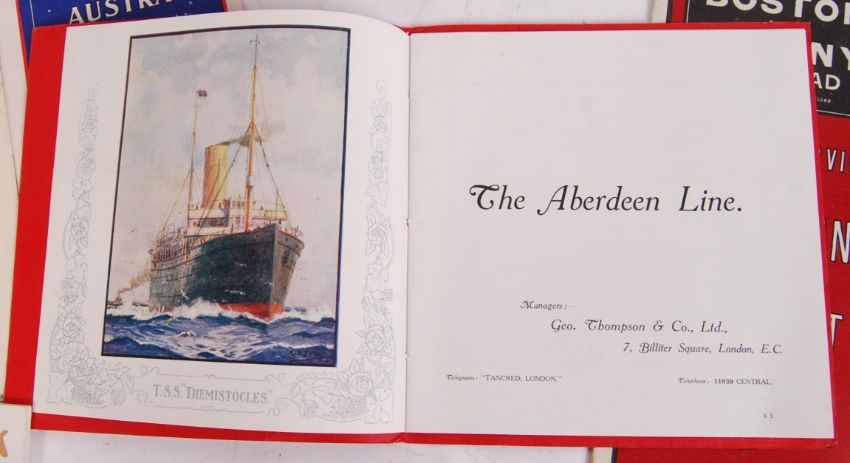 AUSTRA
T.S.S. "THEMISTOCLES"
The Aberdeen Line.
Managers:—
Geo. Thompson & Co., Ltd.,
7, Billiter Square, London, E.C.
Telegrams: "TANCRED, LONDON."
Telephone: 11039 CENTRAL.
A 2
BOSTON
NY
AD
VI
N
T